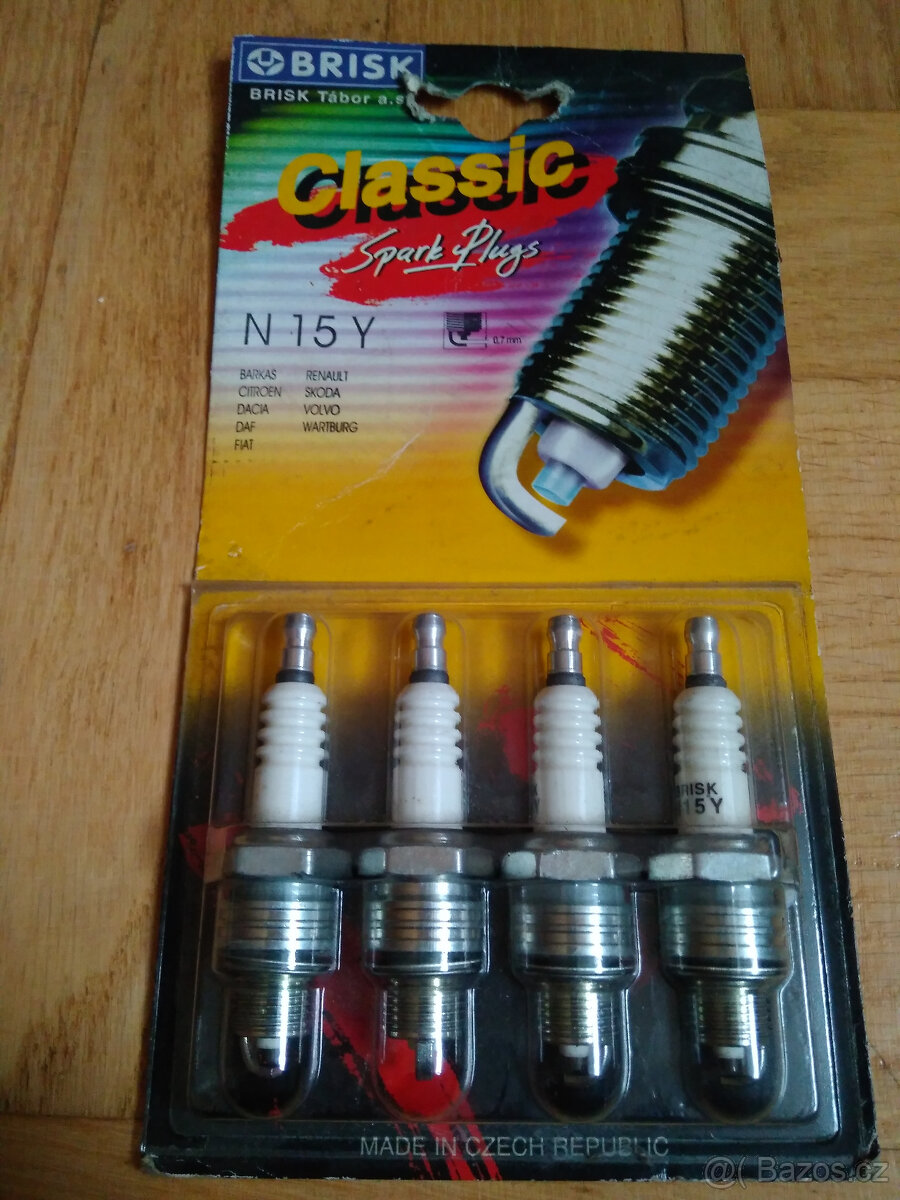 BRISK
BRISK Tábor a.s
Classic
Spark Plugs
N 15 Y
0,7 mm
BARKAS RENAULT
CITROEN SKODA
DACIA VOLVO
DAF WARTBURG
FIAT
BRISK
15 Y
MADE IN CZECH REPUBLIC
@( Bazos.cz